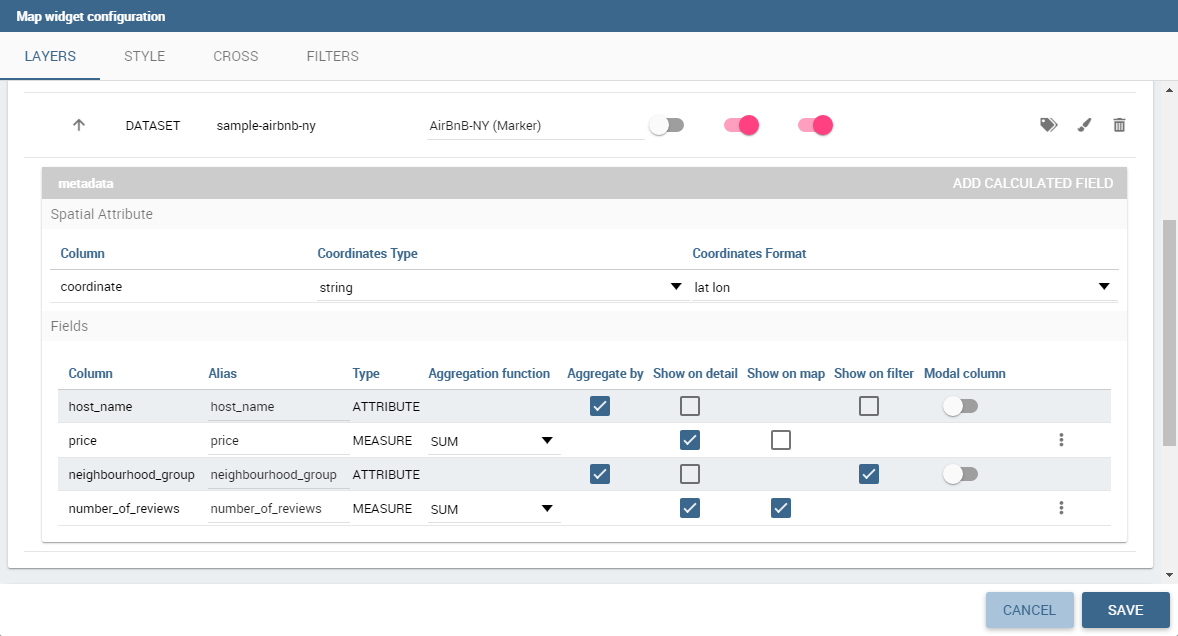 Map widget configuration
LAYERS STYLE CROSS FILTERS
DATASET sample-airbnb-ny AirBnB-NY (Marker)
metadata ADD CALCULATED FIELD
Spatial Attribute
Column Coordinates Type Coordinates Format
coordinate string lat lon
Fields
Column Alias Type Aggregation function Aggregate by Show on detail Show on map Show on filter Modal column
host_name host_name ATTRIBUTE
price price MEASURE SUM
neighbourhood_group neighbourhood_group ATTRIBUTE
number_of_reviews number_of_reviews MEASURE SUM
CANCEL SAVE